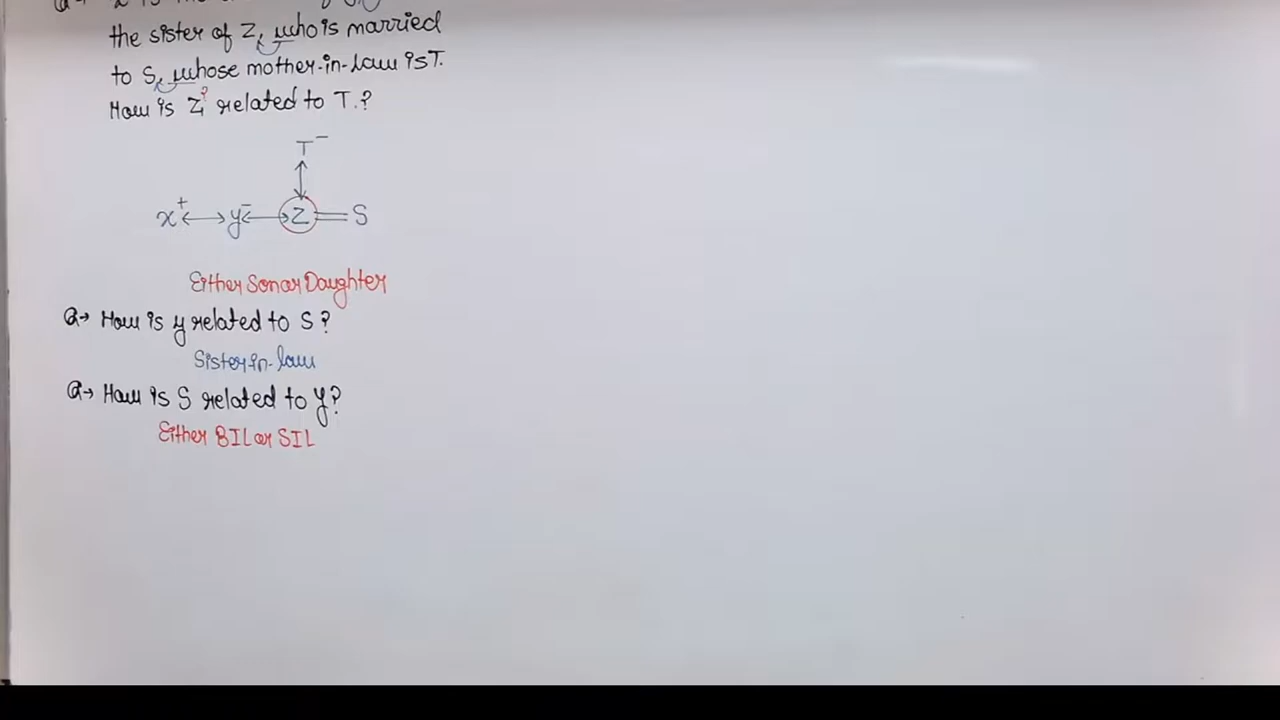 the sister of Z, who is married
to S, whose mother-in-law is T.
How is Z? related to T.?
T -
x + y - Z S
Either Son or Daughter
Q→ How is y related to S?
Sister-in-law
Q→ How is S related to Y?
Either BIL or SIL